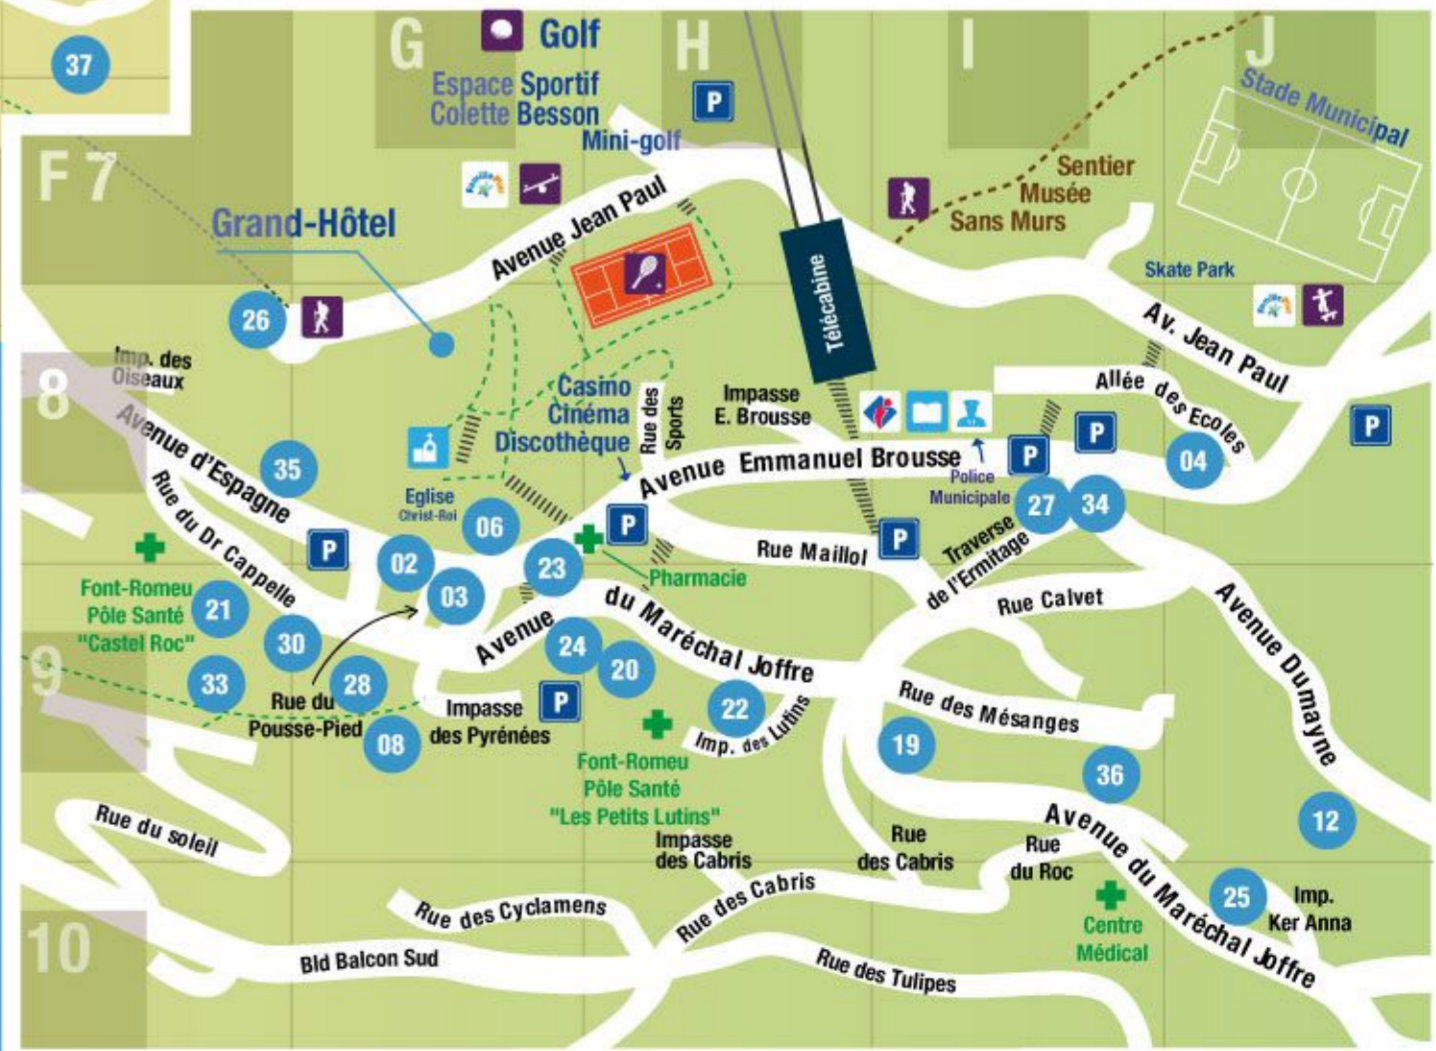 37
G
Golf
H
I
J
Espace Sportif
Colette Besson
Mini-golf
P
Stade Municipal
F 7
Sentier
Musée
Sans Murs
Grand-Hôtel
Avenue Jean Paul
Télécabine
Skate Park
26
Av. Jean Paul
Imp. des
Oiseaux
8
Casino
Cinéma
Discothèque
Rue des
Sports
Impasse
E. Brousse
Allée des Ecoles
P
P
Avenue d'Espagne
35
Avenue Emmanuel Brousse
P
04
Police
Municipale
Eglise
Christ-Roi
06
P
27
34
Rue du Dr Cappelle
P
02
23
Pharmacie
Rue Maillol
P
Traverse
de l'Ermitage
Font-Romeu
Pôle Santé
"Castel Roc"
21
03
Rue Calvet
Avenue Dumayne
9
30
Avenue du Maréchal Joffre
24
20
33
28
Rue du
Pousse-Pied
08
Impasse
des Pyrénées
P
22
Imp. des Lutins
Rue des Mésanges
19
36
Font-Romeu
Pôle Santé
"Les Petits Lutins"
12
Rue du soleil
Impasse
des Cabris
Rue
des Cabris
Rue
du Roc
Avenue du Maréchal Joffre
25
Imp.
Ker Anna
Centre
Médical
Rue des Cyclamens
Rue des Cabris
10
Bld Balcon Sud
Rue des Tulipes